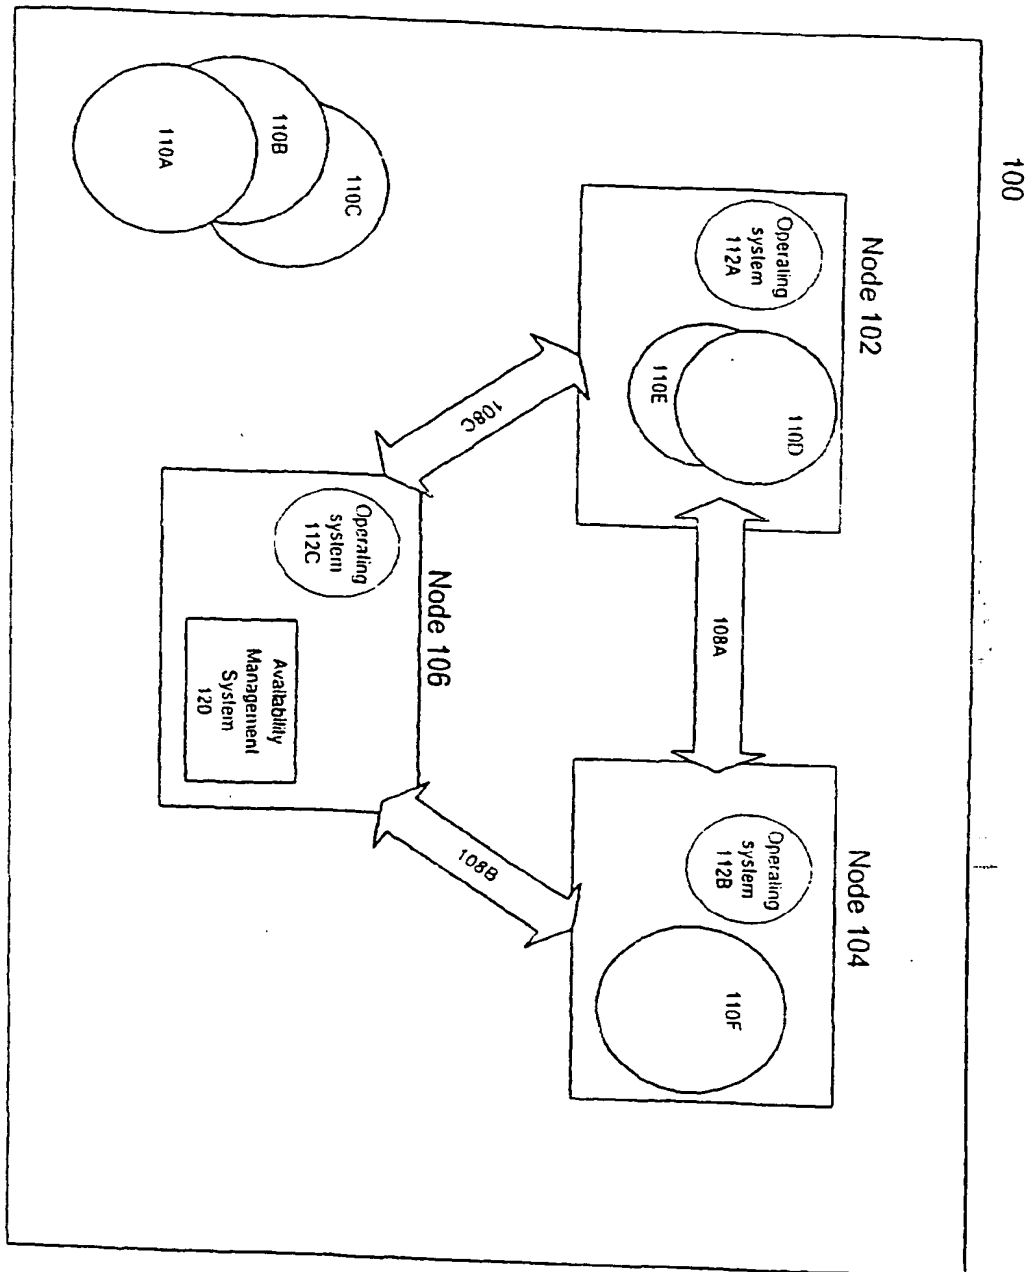 100
Node 102
Operating
system
112A
110D
110E
108A
Node 104
Operating
system
112B
110F
108C
108B
Node 106
Operating
system
112C
Availability
Management
System
120
110C
110B
110A